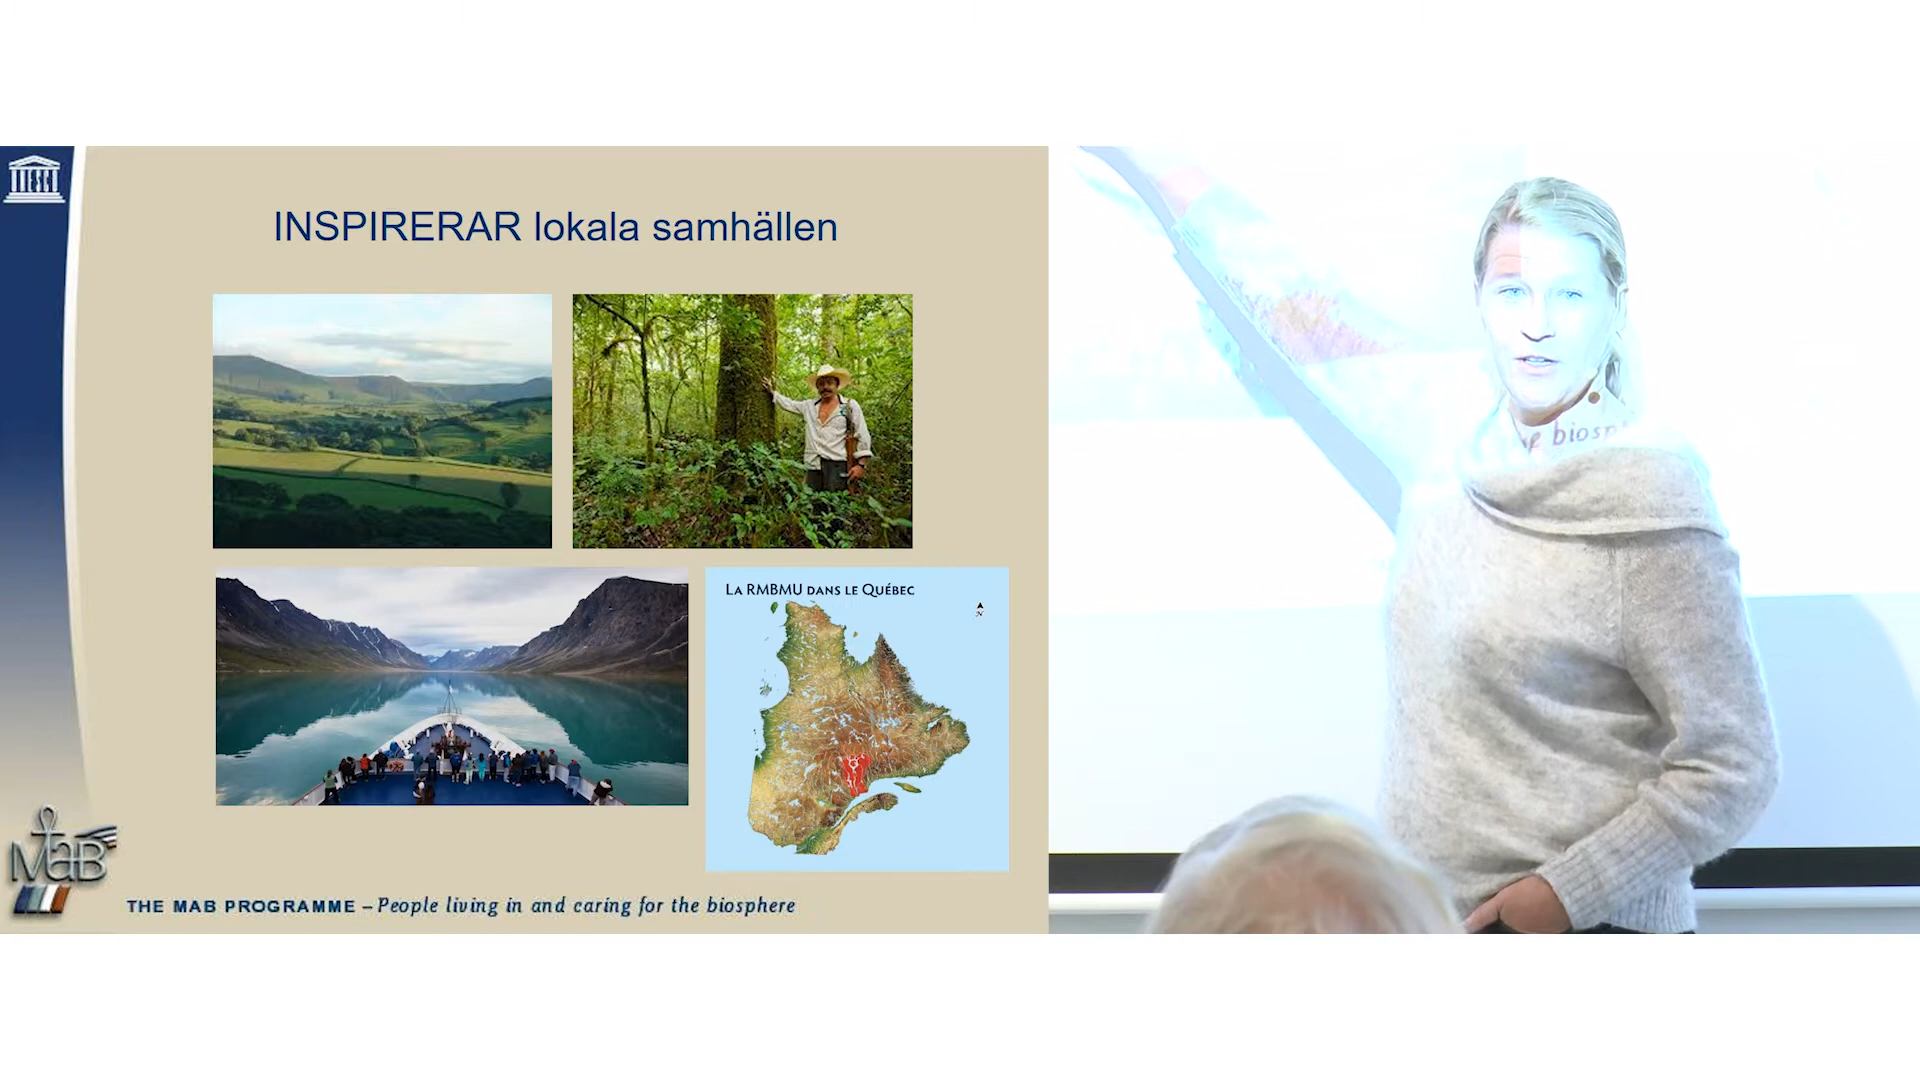 UNESCO
INSPIRERAR lokala samhällen
LA RMBMU DANS LE QUÉBEC
N
MaB
THE MAB PROGRAMME – People living in and caring for the biosphere